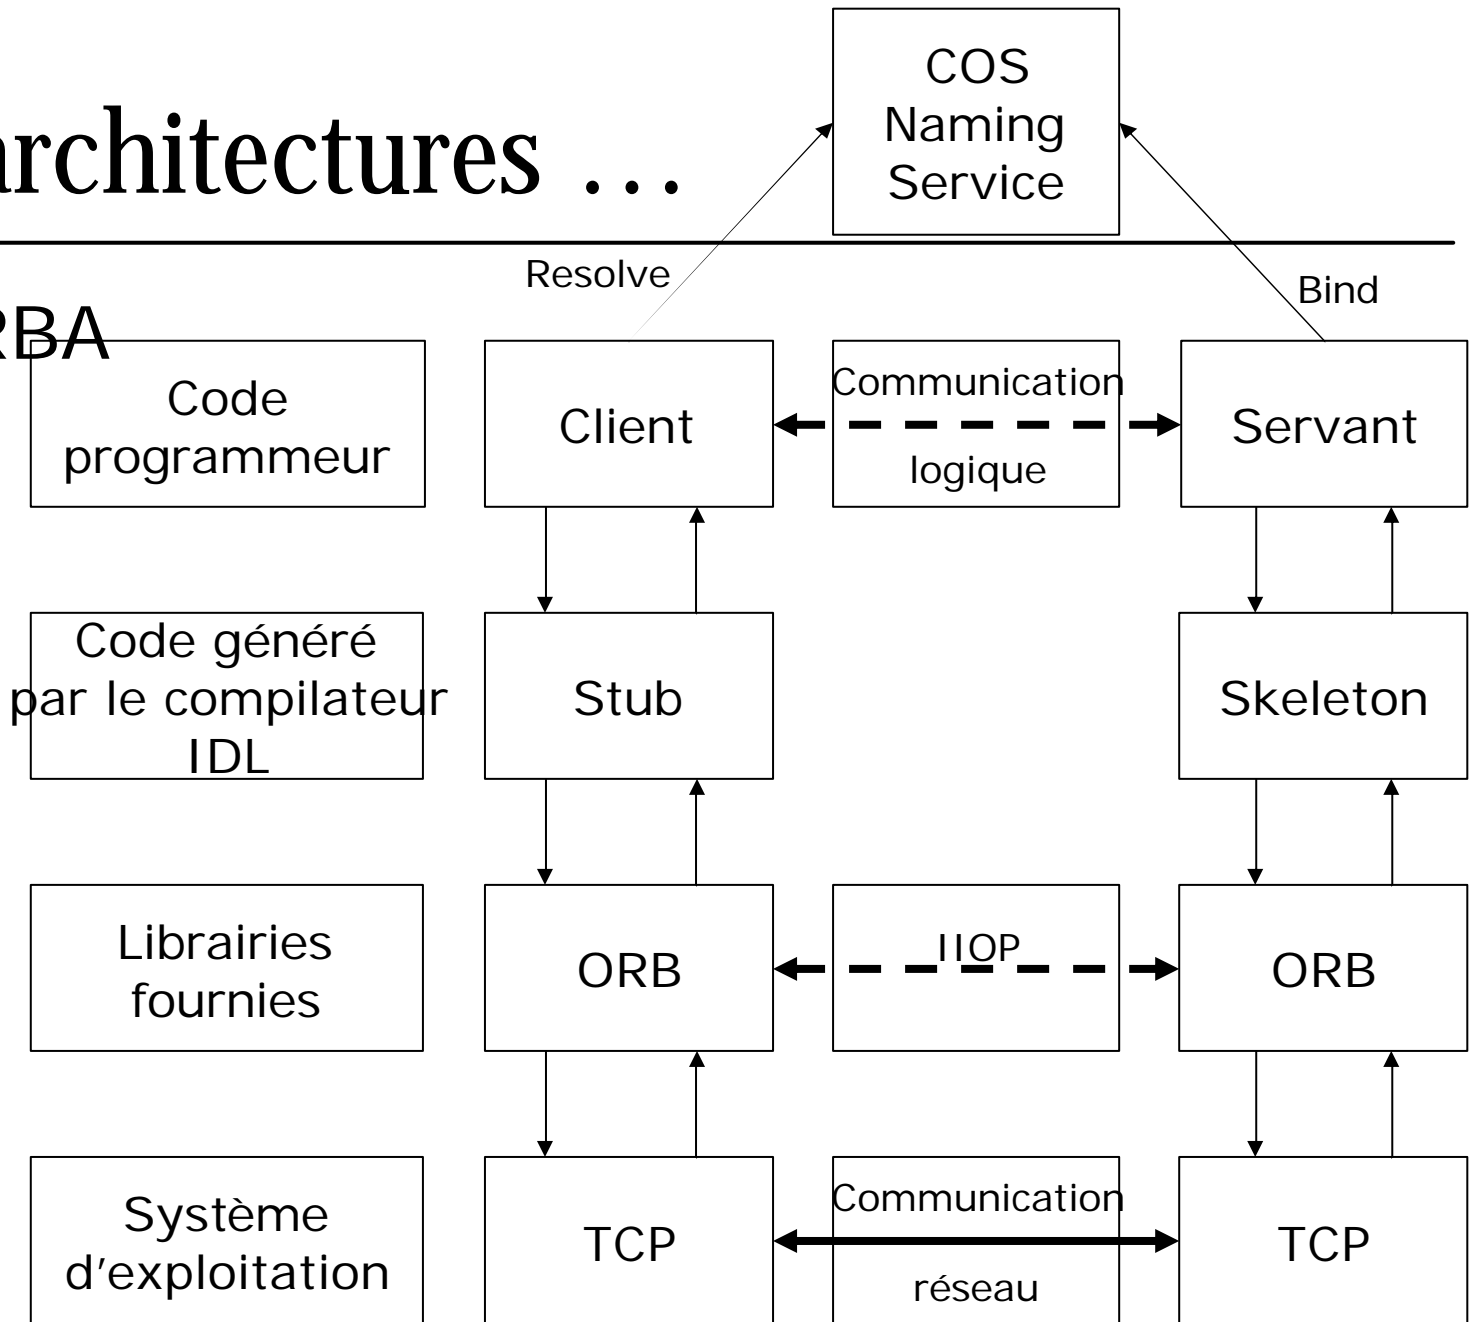 COS
Naming
Service
architectures ...
Resolve
Bind
RBA
Code
programmeur
Client
Communication
logique
Servant
Code généré
par le compilateur
IDL
Stub
Skeleton
Librairies
fournies
ORB
IIOP
ORB
Système
d'exploitation
TCP
Communication
réseau
TCP